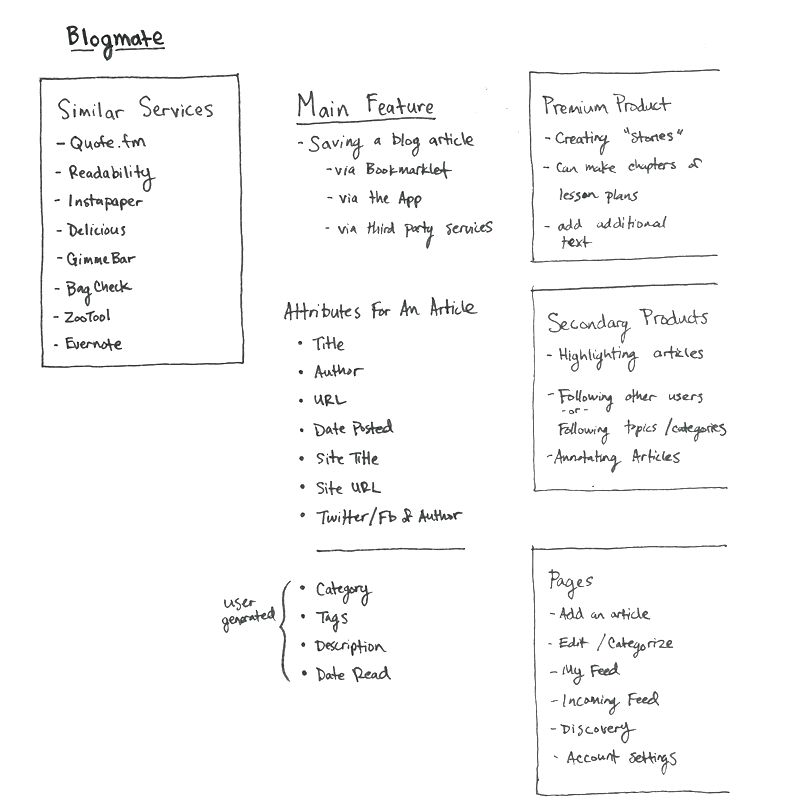 Blogmate
Similar Services
- Quote.fm
- Readability
- Instapaper
- Delicious
- GimmeBar
- BagCheck
- ZooTool
- Evernote
Main Feature
- Saving a blog article
- via Bookmarklet
- via the App
- via third party services
Attributes For An Article
• Title
• Author
• URL
• Date Posted
• Site Title
• Site URL
• Twitter/Fb of Author
user
generated
• Category
• Tags
• Description
• Date Read
Premium Product
- Creating "Stories"
- Can make chapters or
lesson plans
- add additional
text
Secondary Products
- Highlighting articles
- Following other users
- or -
Following topics/categories
- Annotating Articles
Pages
- Add an article
- Edit/Categorize
- My Feed
- Incoming Feed
- Discovery
- Account settings